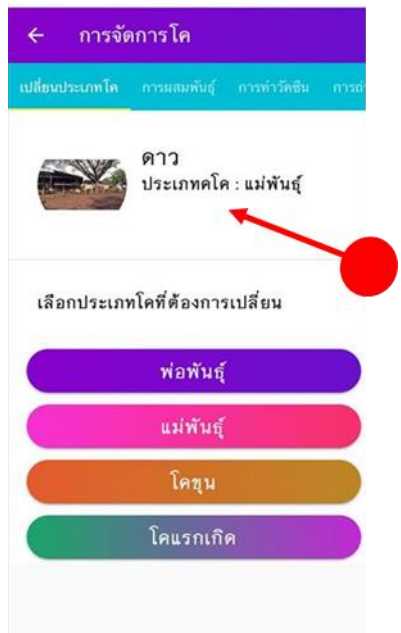 ← การจัดการโค
เปลี่ยนประเภทโค การผสมพันธุ์ การทำวัคซีน การถ่
ดาว
ประเภทคโค : แม่พันธุ์
เลือกประเภทโคที่ต้องการเปลี่ยน
พ่อพันธุ์
แม่พันธุ์
โคขุน
โคแรกเกิด